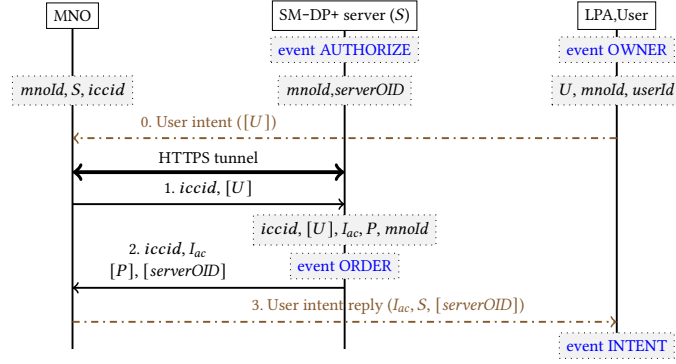 MNO
SM-DP+ server (S)
LPA,User
event AUTHORIZE
event OWNER
mnoId, S, iccid
mnoId,serverOID
U, mnoId, userId
0. User intent ([U])
HTTPS tunnel
1. iccid, [U]
iccid, [U], Iac, P, mnoId
2. iccid, Iac
[P], [serverOID]
event ORDER
3. User intent reply (Iac, S, [serverOID])
event INTENT